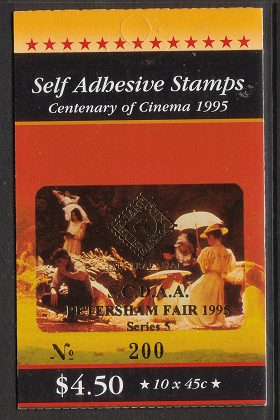 Self Adhesive Stamps
Centenary of Cinema 1995
C.D.A.A.
PETERSHAM FAIR 1995
Series 5
No 200
$4.50 ★ 10 x 45c ★